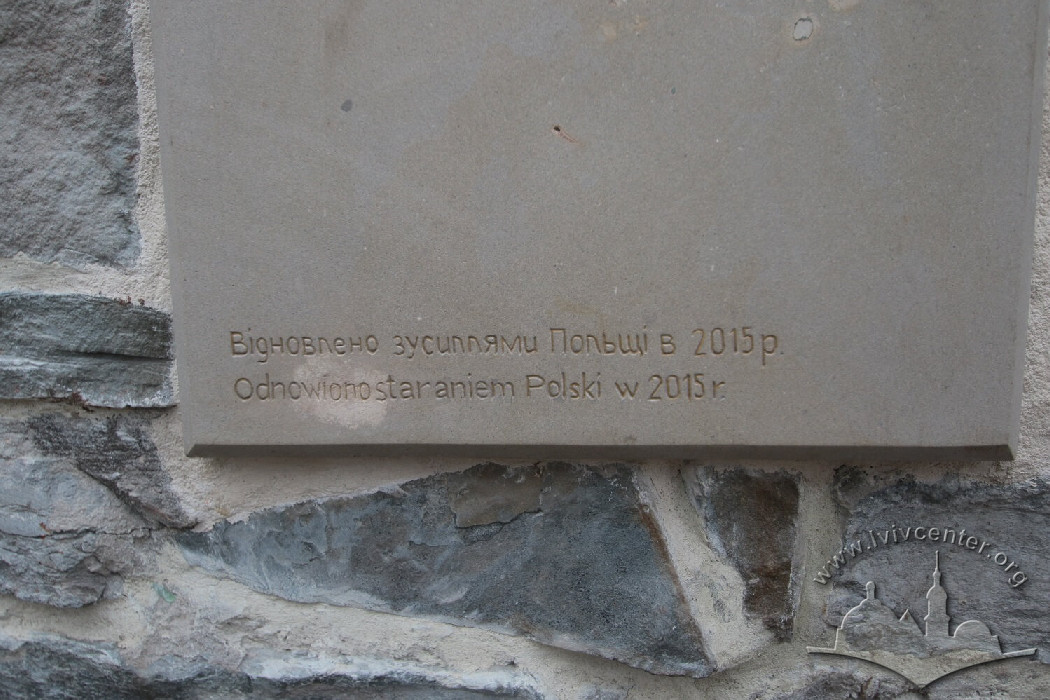 Відновлено зусиллями Польщі в 2015 р.
Odnowiono staraniem Polski w 2015 r.
www.lvivcenter.org